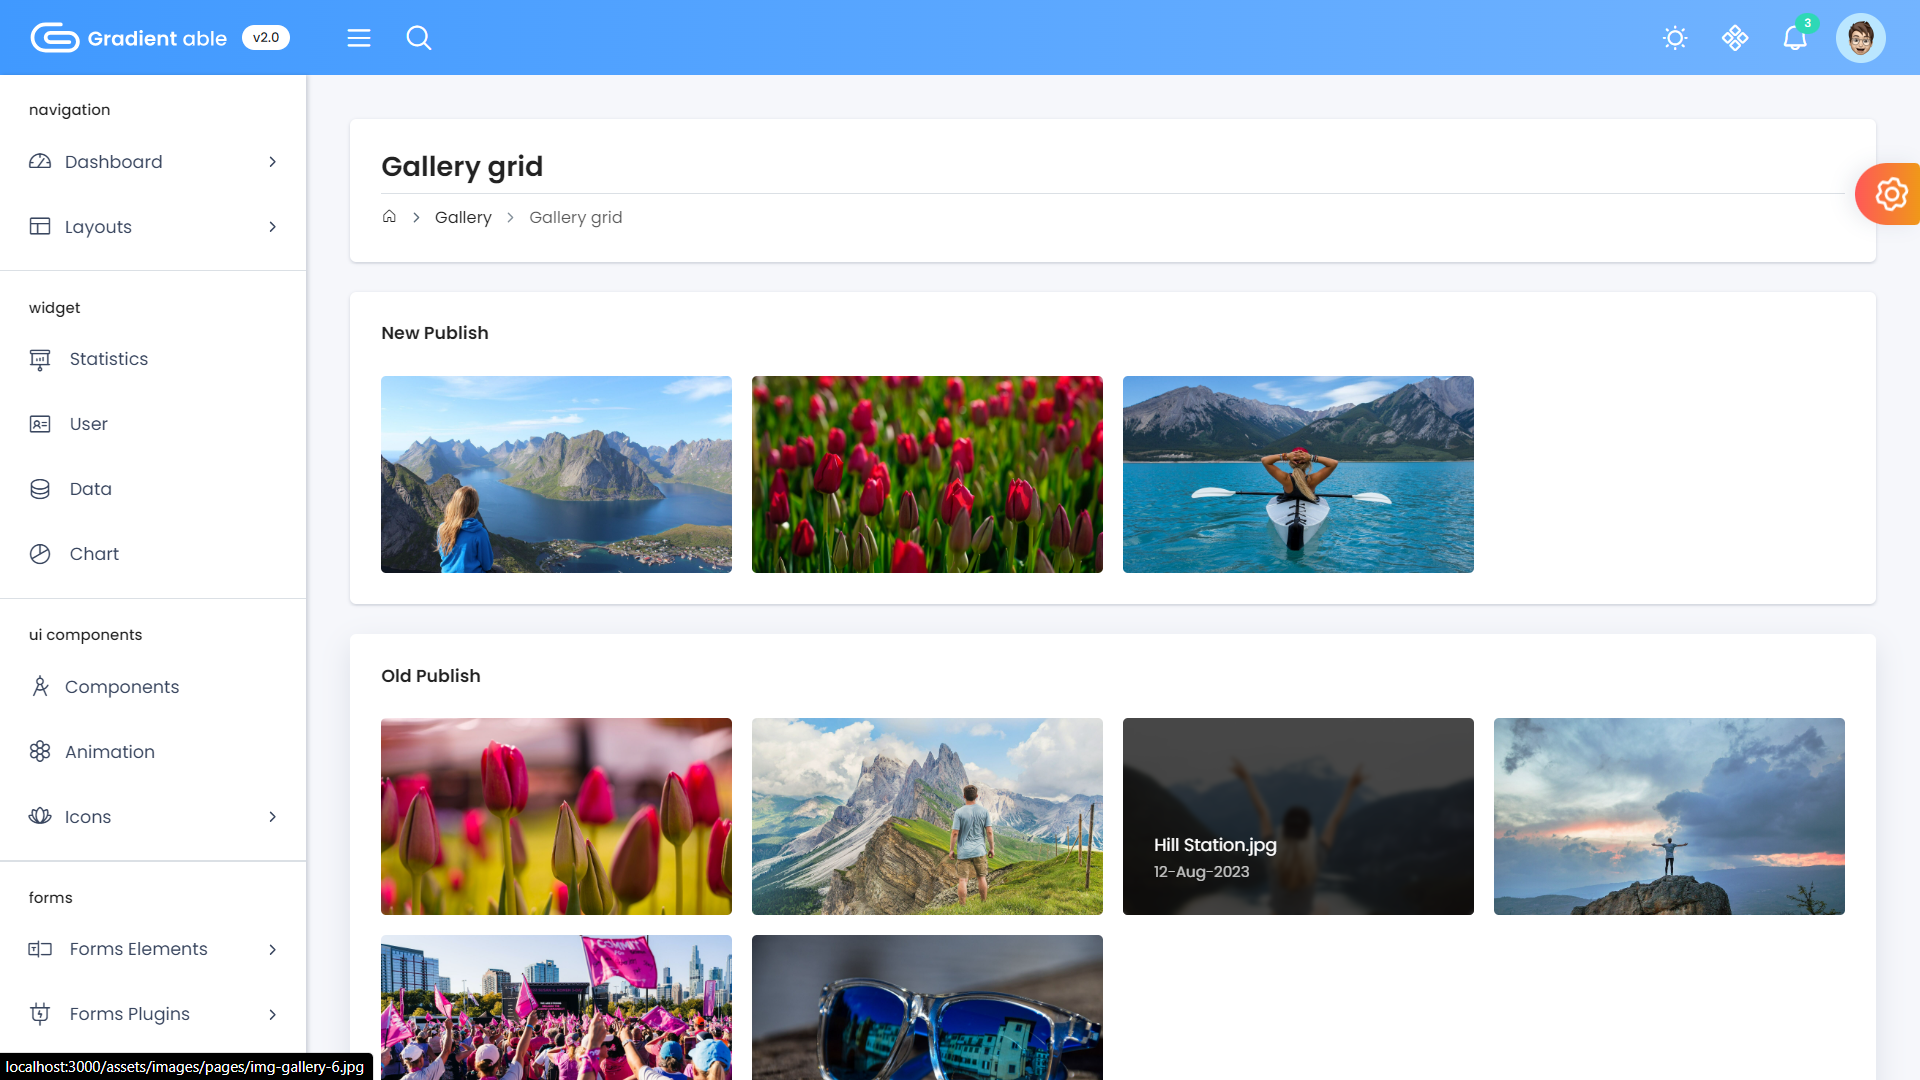 Gradient able v2.0
3
navigation
Dashboard
Layouts
widget
Statistics
User
Data
Chart
ui components
Components
Animation
Icons
forms
Forms Elements
Forms Plugins
Gallery grid
Gallery Gallery grid
New Publish
Old Publish
Hill Station.jpg
12-Aug-2023
localhost:3000/assets/images/pages/img-gallery-6.jpg